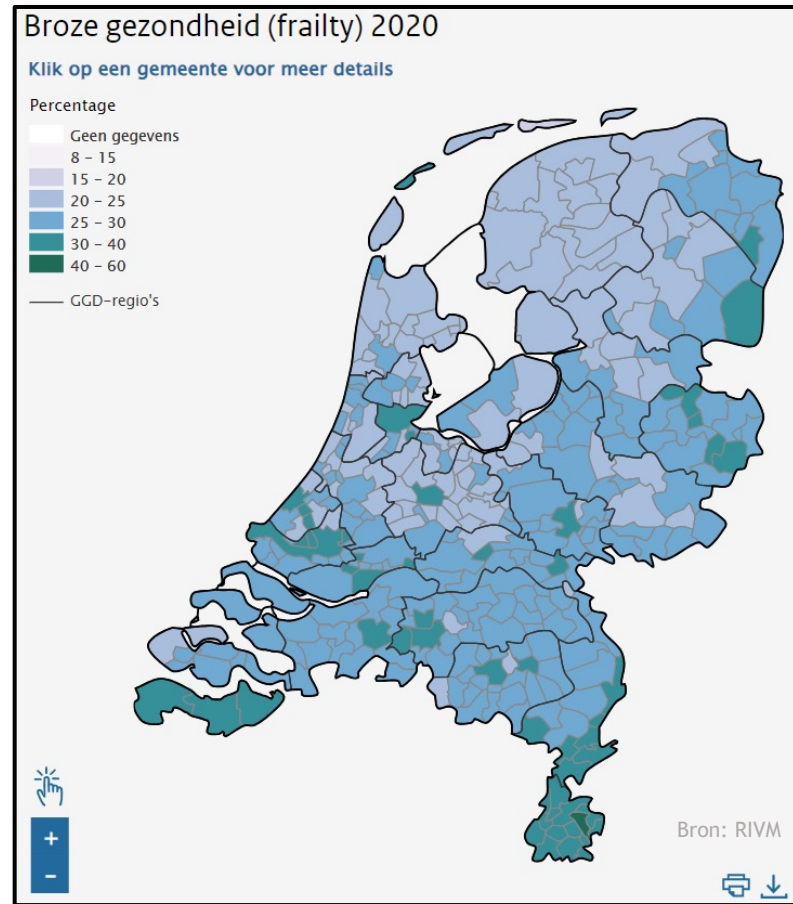 Broze gezondheid (frailty) 2020
Klik op een gemeente voor meer details
Percentage
Geen gegevens
8 – 15
15 – 20
20 – 25
25 – 30
30 – 40
40 – 60
GGD-regio's
+
–
Bron: RIVM